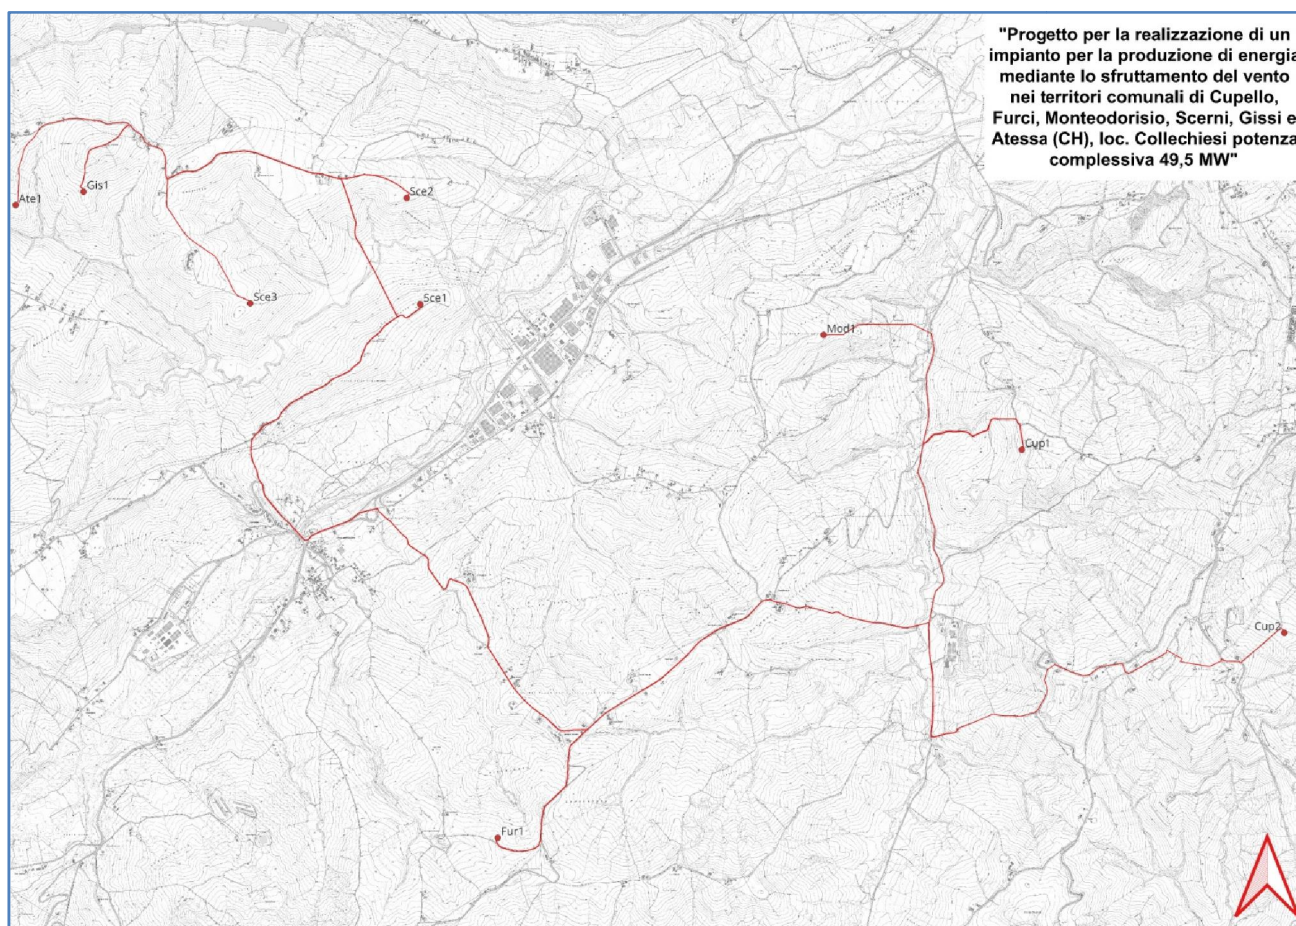 "Progetto per la realizzazione di un
impianto per la produzione di energia
mediante lo sfruttamento del vento
nei territori comunali di Cupello,
Furci, Monteodorisio, Scerni, Gissi e
Atessa (CH), loc. Collechiesi potenza
complessiva 49,5 MW"
Ate1
Gis1
Sce2
Sce3
Sce1
Mod1
Cup1
Cup2
Fur1